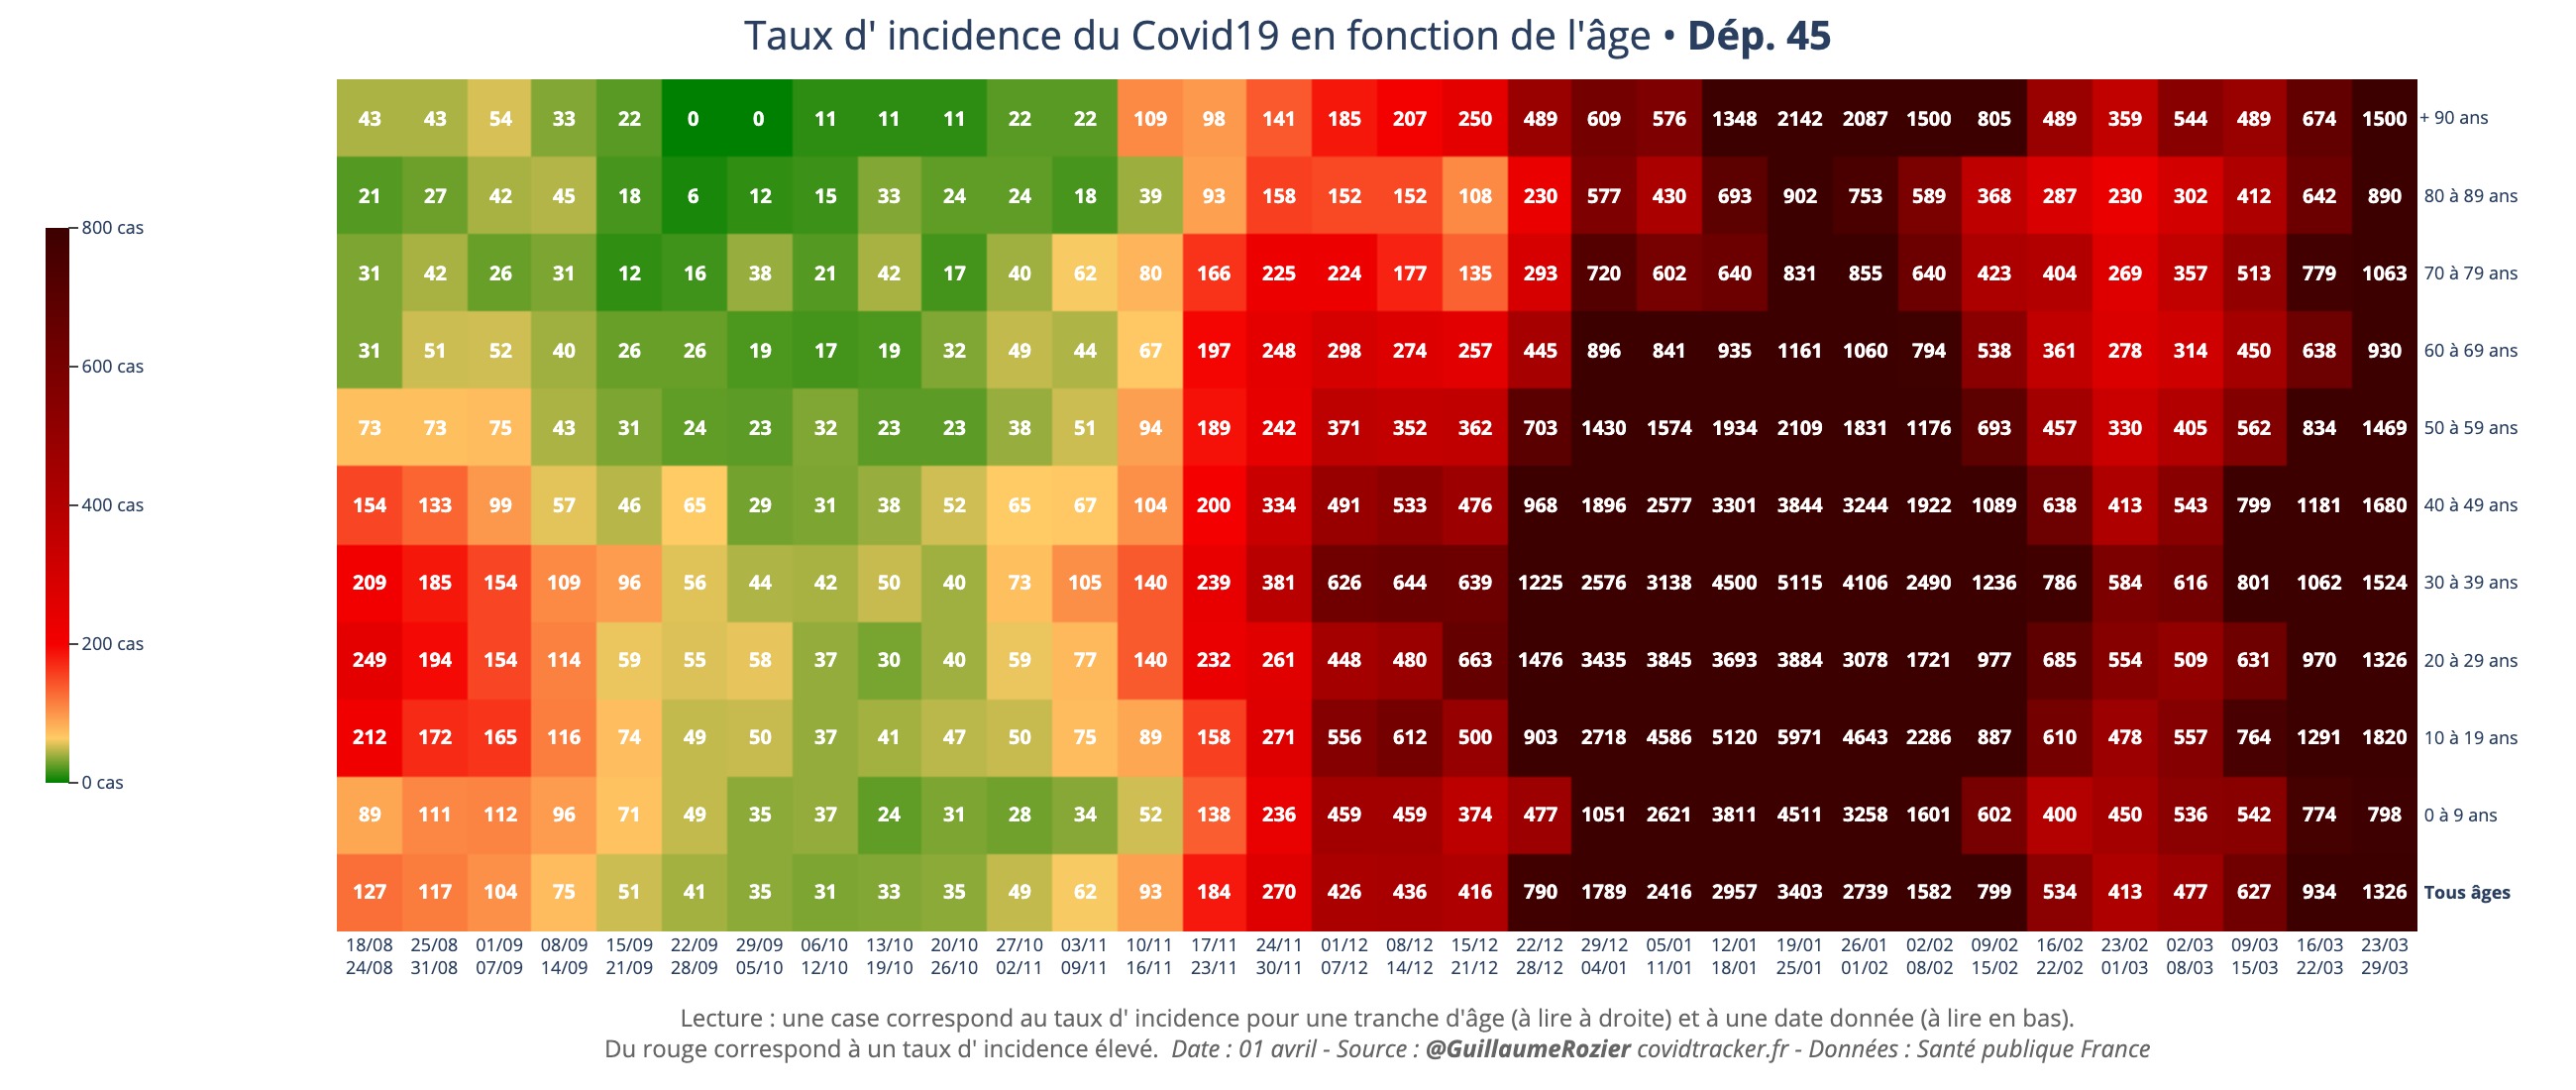 Taux d' incidence du Covid19 en fonction de l'âge • Dép. 45
800 cas
600 cas
400 cas
200 cas
0 cas
43 43 54 33 22 0 0 11 11 11 22 22 109 98 141 185 207 250 489 609 576 1348 2142 2087 1500 805 489 359 544 489 674 1500 + 90 ans
21 27 42 45 18 6 12 15 33 24 24 18 39 93 158 152 152 108 230 577 430 693 902 753 589 368 287 230 302 412 642 890 80 à 89 ans
31 42 26 31 12 16 38 21 42 17 40 62 80 166 225 224 177 135 293 720 602 640 831 855 640 423 404 269 357 513 779 1063 70 à 79 ans
31 51 52 40 26 26 19 17 19 32 49 44 67 197 248 298 274 257 445 896 841 935 1161 1060 794 538 361 278 314 450 638 930 60 à 69 ans
73 73 75 43 31 24 23 32 23 23 38 51 94 189 242 371 352 362 703 1430 1574 1934 2109 1831 1176 693 457 330 405 562 834 1469 50 à 59 ans
154 133 99 57 46 65 29 31 38 52 65 67 104 200 334 491 533 476 968 1896 2577 3301 3844 3244 1922 1089 638 413 543 799 1181 1680 40 à 49 ans
209 185 154 109 96 56 44 42 50 40 73 105 140 239 381 626 644 639 1225 2576 3138 4500 5115 4106 2490 1236 786 584 616 801 1062 1524 30 à 39 ans
249 194 154 114 59 55 58 37 30 40 59 77 140 232 261 448 480 663 1476 3435 3845 3693 3884 3078 1721 977 685 554 509 631 970 1326 20 à 29 ans
212 172 165 116 74 49 50 37 41 47 50 75 89 158 271 556 612 500 903 2718 4586 5120 5971 4643 2286 887 610 478 557 764 1291 1820 10 à 19 ans
89 111 112 96 71 49 35 37 24 31 28 34 52 138 236 459 459 374 477 1051 2621 3811 4511 3258 1601 602 400 450 536 542 774 798 0 à 9 ans
127 117 104 75 51 41 35 31 33 35 49 62 93 184 270 426 436 416 790 1789 2416 2957 3403 2739 1582 799 534 413 477 627 934 1326 Tous âges
18/08 25/08 01/09 08/09 15/09 22/09 29/09 06/10 13/10 20/10 27/10 03/11 10/11 17/11 24/11 01/12 08/12 15/12 22/12 29/12 05/01 12/01 19/01 26/01 02/02 09/02 16/02 23/02 02/03 09/03 16/03 23/03
24/08 31/08 07/09 14/09 21/09 28/09 05/10 12/10 19/10 26/10 02/11 09/11 16/11 23/11 30/11 07/12 14/12 21/12 28/12 04/01 11/01 18/01 25/01 01/02 08/02 15/02 22/02 01/03 08/03 15/03 22/03 29/03
Lecture : une case correspond au taux d' incidence pour une tranche d'âge (à lire à droite) et à une date donnée (à lire en bas).
Du rouge correspond à un taux d' incidence élevé. Date : 01 avril - Source : @GuillaumeRozier covidtracker.fr - Données : Santé publique France